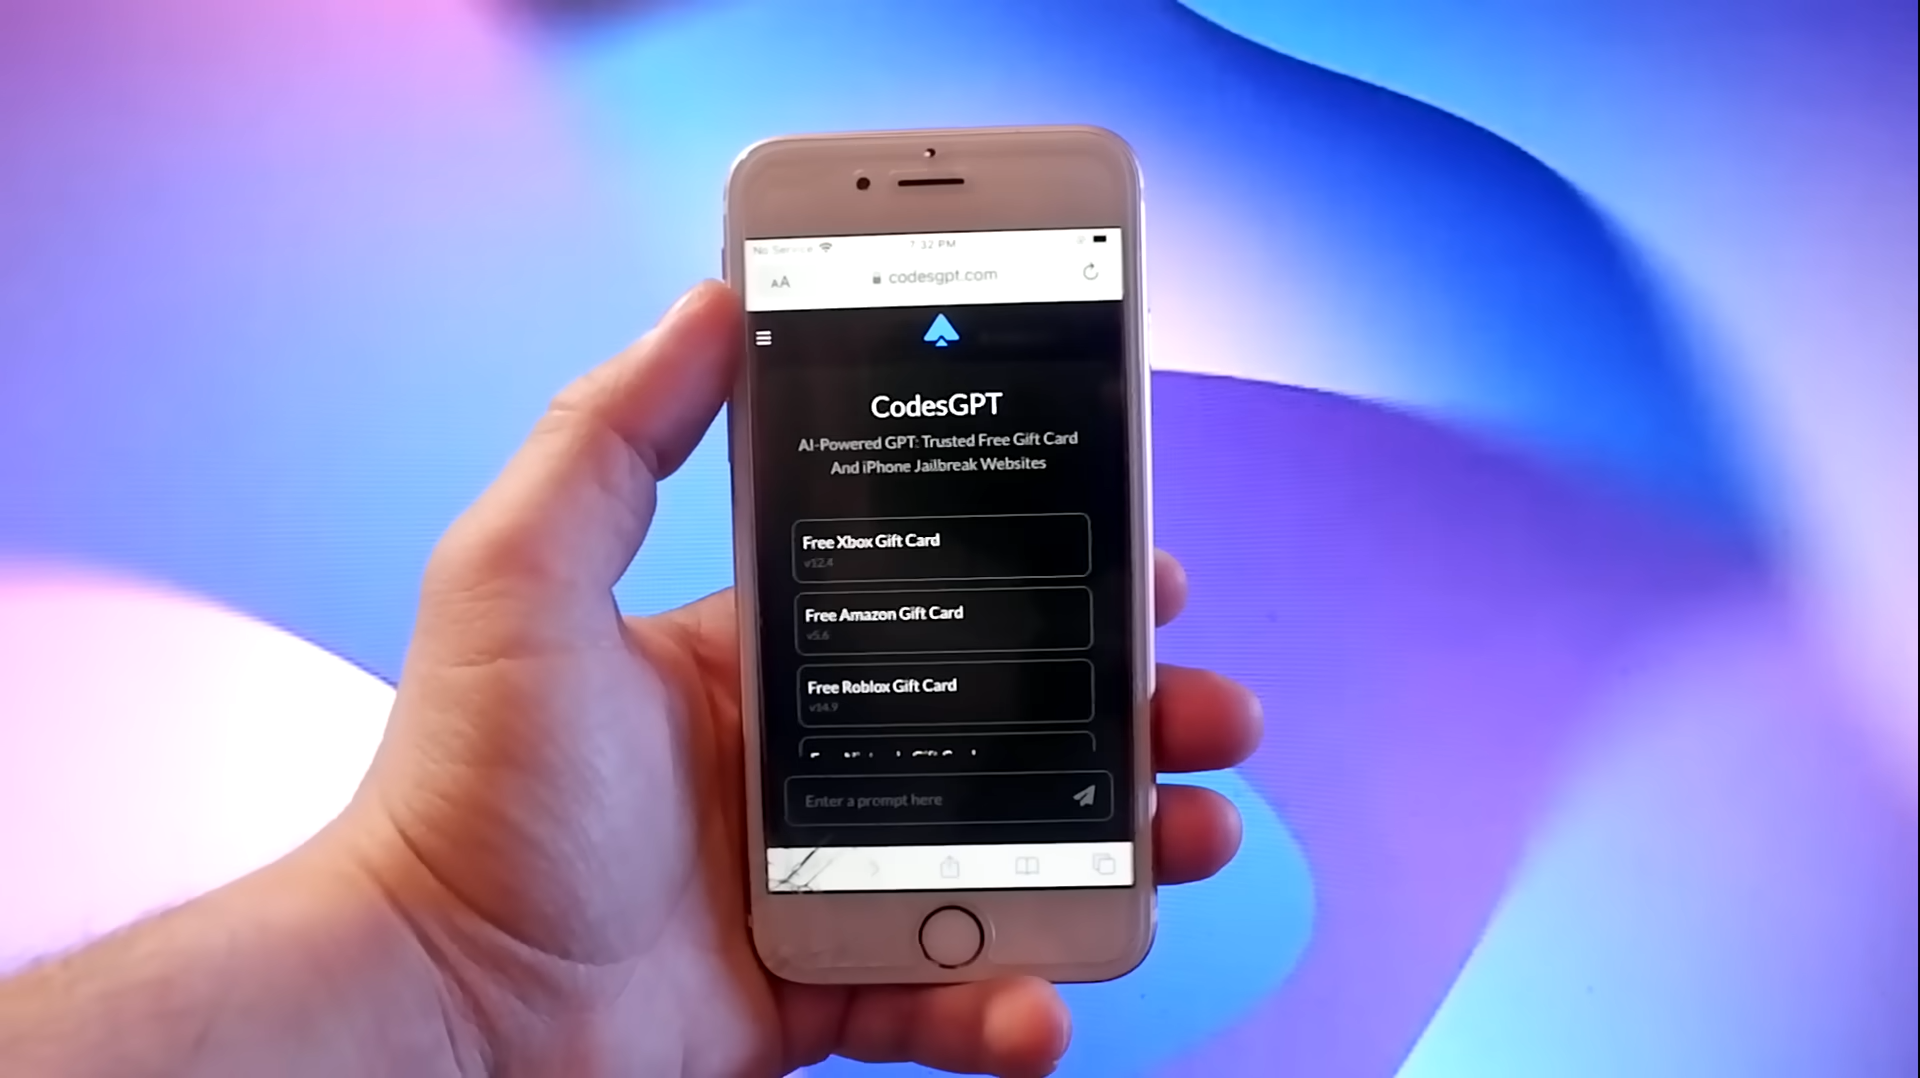 No Service
7:32 PM
AA
codesgpt.com
CodesGPT
AI-Powered GPT: Trusted Free Gift Card
And iPhone Jailbreak Websites
Free Xbox Gift Card
v12.4
Free Amazon Gift Card
v5.6
Free Roblox Gift Card
v14.9
Enter a prompt here